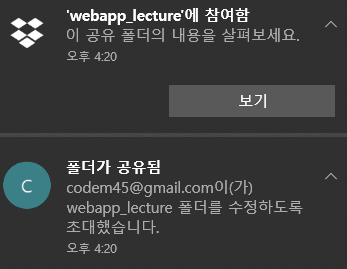 'webapp_lecture'에 참여함
이 공유 폴더의 내용을 살펴보세요.
오후 4:20
보기
C
폴더가 공유됨
codem45@gmail.com이(가)
webapp_lecture 폴더를 수정하도록
초대했습니다.
오후 4:20